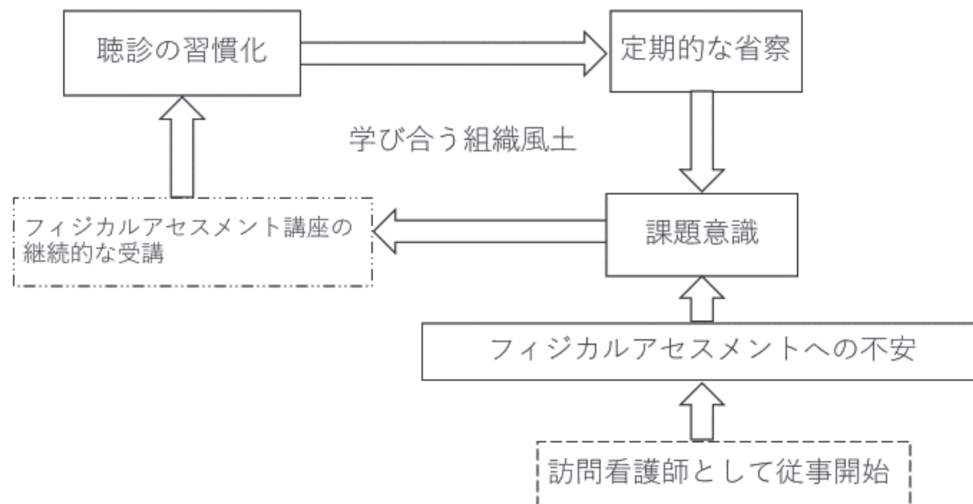 聴診の習慣化
定期的な省察
学び合う組織風土
フィジカルアセスメント講座の
継続的な受講
課題意識
フィジカルアセスメントへの不安
訪問看護師として従事開始